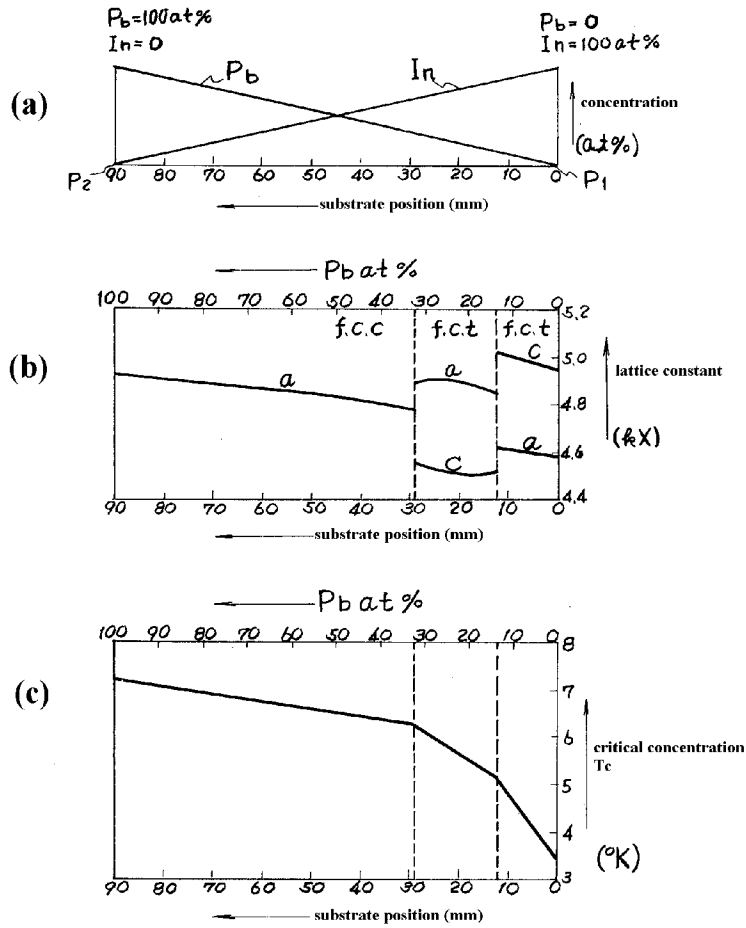 Pb=100at%
In=0
Pb=0
In=100at%
(a)
Pb
In
concentration
(at%)
P2
P1
90 80 70 60 50 40 30 20 10 0
substrate position (mm)
Pb at %
100 90 80 70 60 50 40 30 20 10 0
5.2
f.c.c
f.c.t
f.c.t
(b)
a
a
c
5.0
lattice constant
4.8
(kX)
c
a
4.6
4.4
90 80 70 60 50 40 30 20 10 0
substrate position (mm)
Pb at %
100 90 80 70 60 50 40 30 20 10 0
8
(c)
7
6
critical concentration
Tc
5
4
(°K)
3
90 80 70 60 50 40 30 20 10 0
substrate position (mm)